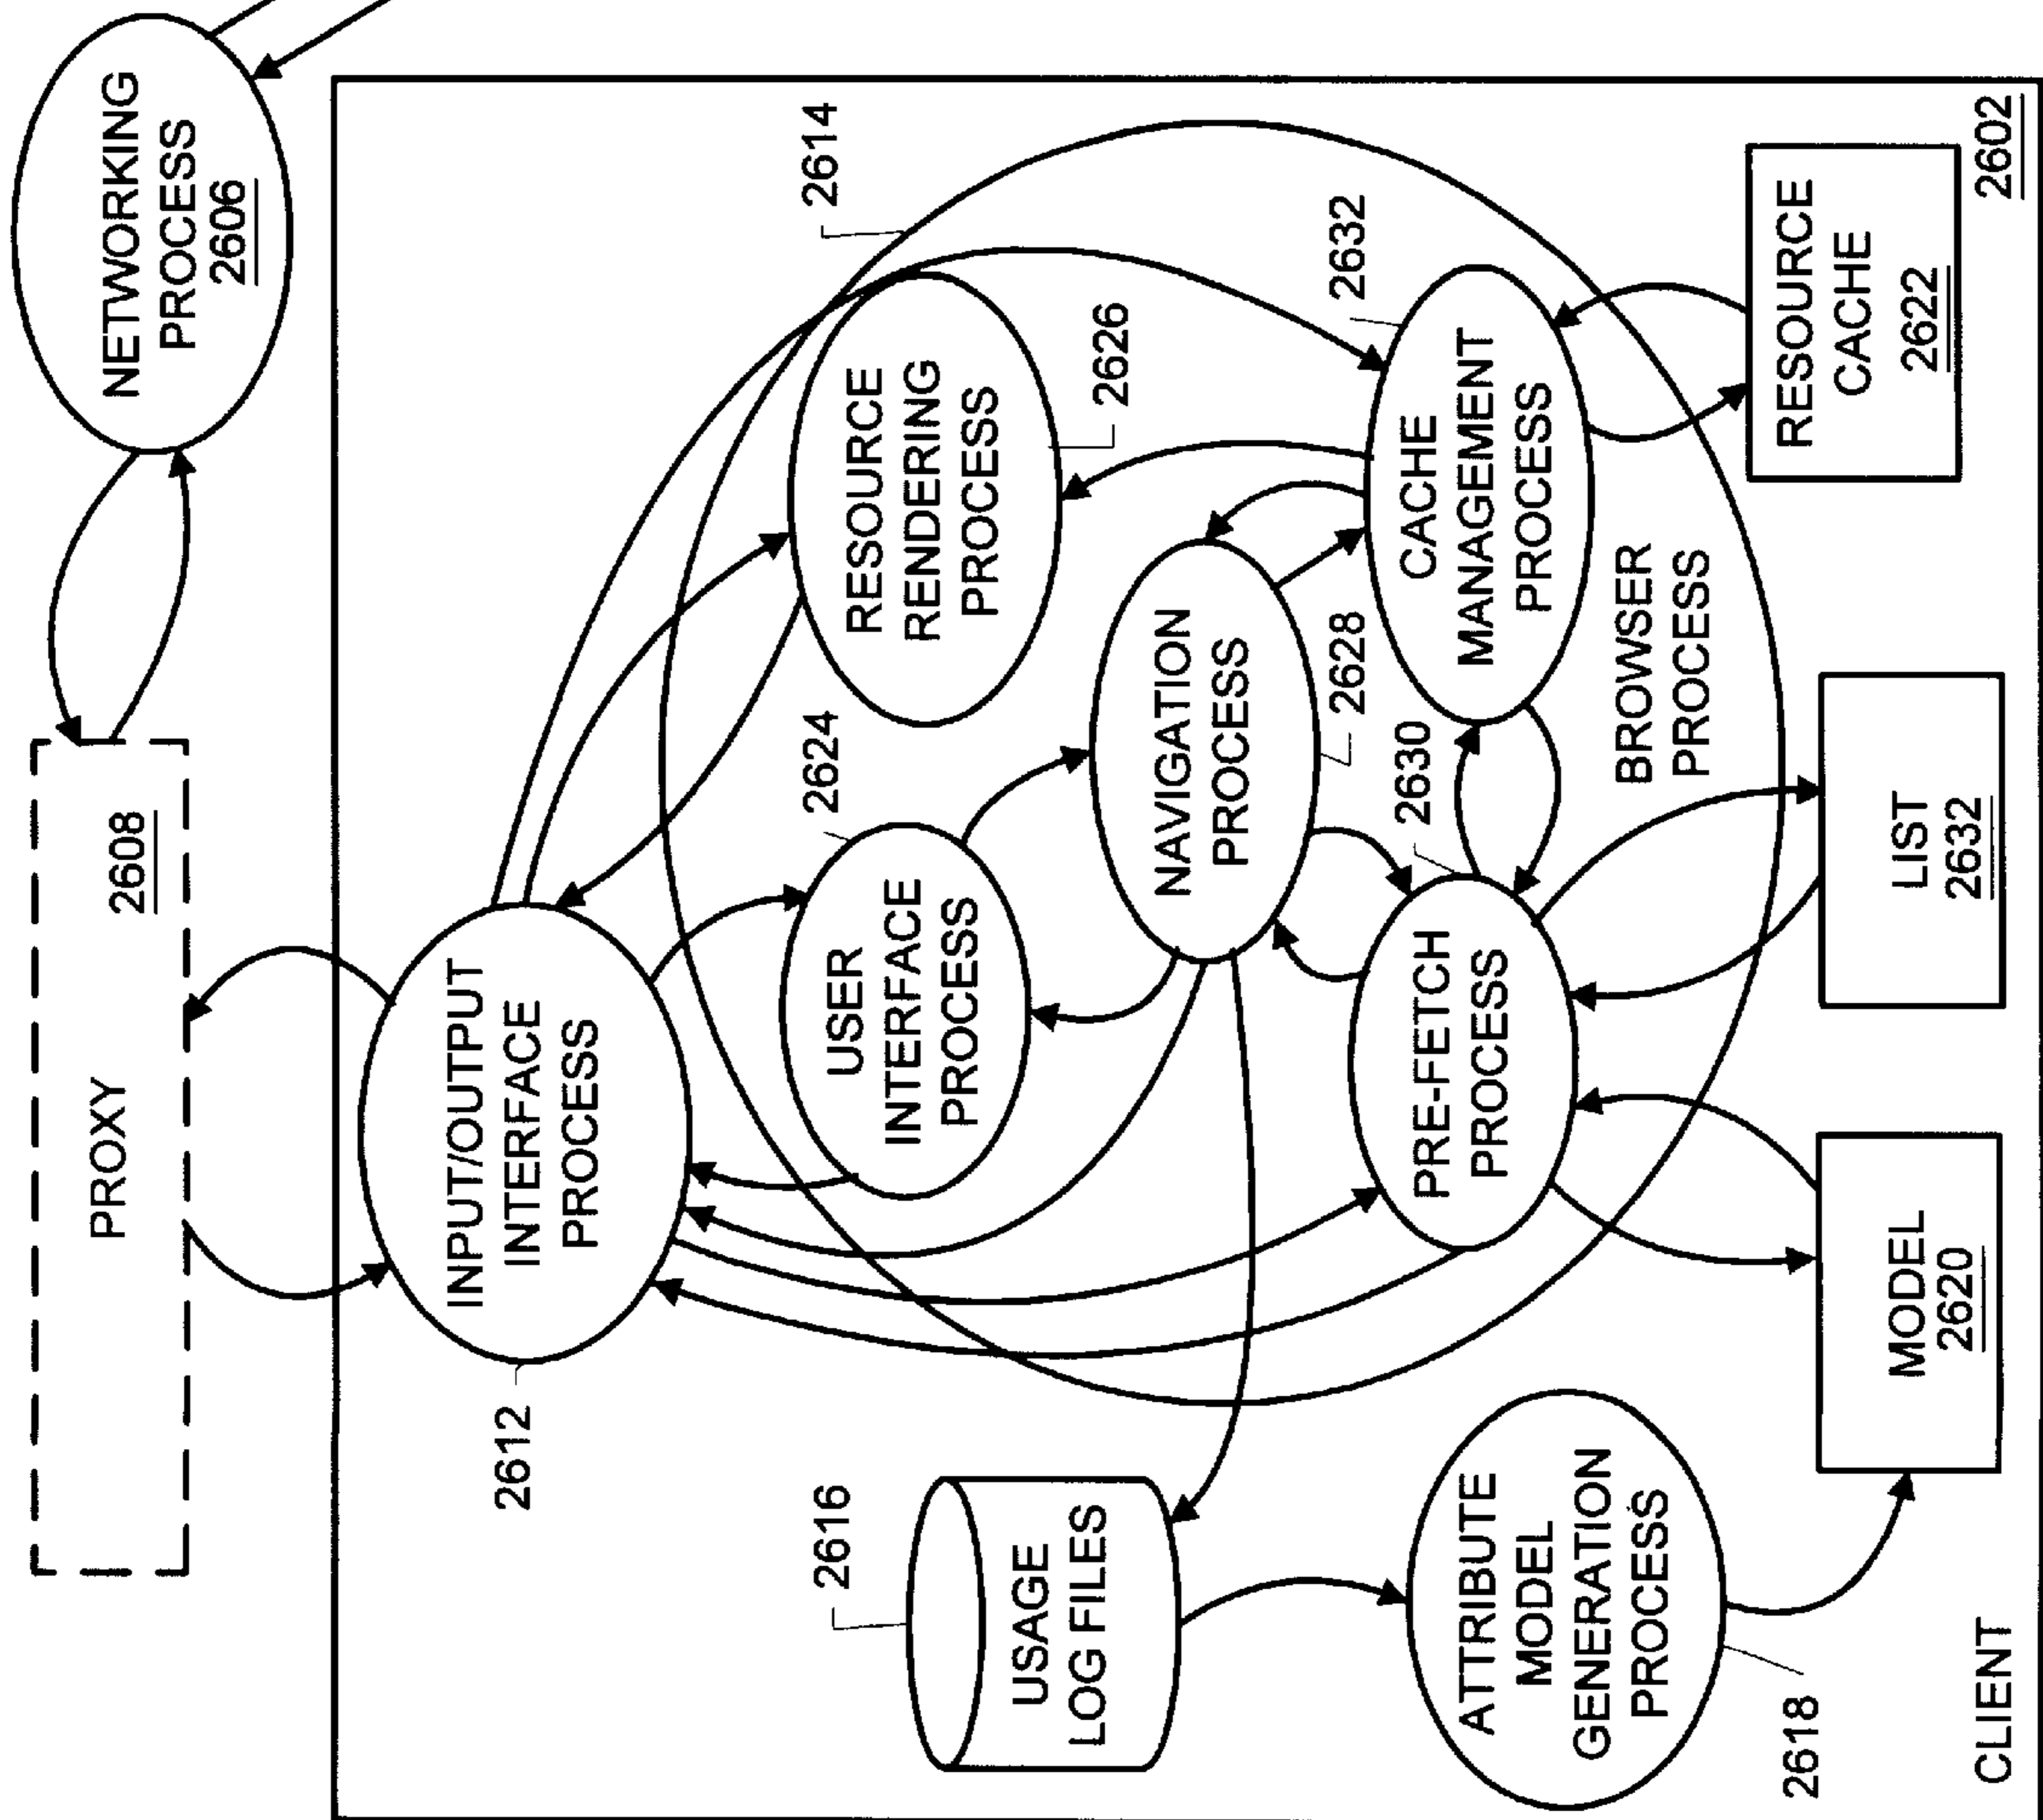 NETWORKING
PROCESS
2606
PROXY
2608
INPUT/OUTPUT
INTERFACE
PROCESS
2612
2614
RESOURCE
RENDERING
PROCESS
2626
USER
INTERFACE
PROCESS
2624
NAVIGATION
PROCESS
2628
2616
USAGE
LOG FILES
2632
CACHE
MANAGEMENT
PROCESS
2630
PRE-FETCH
PROCESS
BROWSER
PROCESS
ATTRIBUTE
MODEL
GENERATION
PROCESS
2618
RESOURCE
CACHE
2622
LIST
2632
MODEL
2620
CLIENT
2602